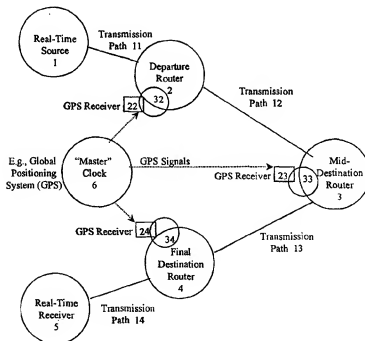 Real-Time
Source
1
Transmission
Path 11
Departure
Router
2
GPS Receiver
22
32
Transmission
Path 12
E.g., Global
Positioning
System (GPS)
"Master"
Clock
6
GPS Signals
GPS Receiver
23
33
Mid-
Destination
Router
3
GPS Receiver
24
34
Transmission
Path 13
Final
Destination
Router
4
Real-Time
Receiver
5
Transmission
Path 14